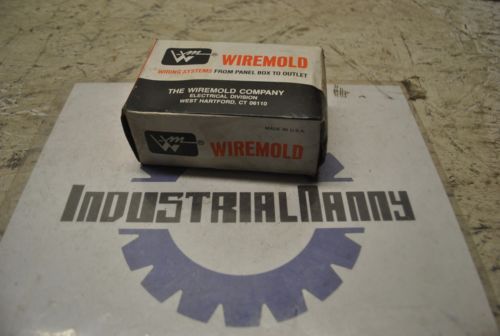 WM® WIREMOLD
WIRING SYSTEMS FROM PANEL BOX TO OUTLET
THE WIREMOLD COMPANY
ELECTRICAL DIVISION
WEST HARTFORD, CT 06110
MADE IN U.S.A.
WM® WIREMOLD
INDUSTRIALNANNY